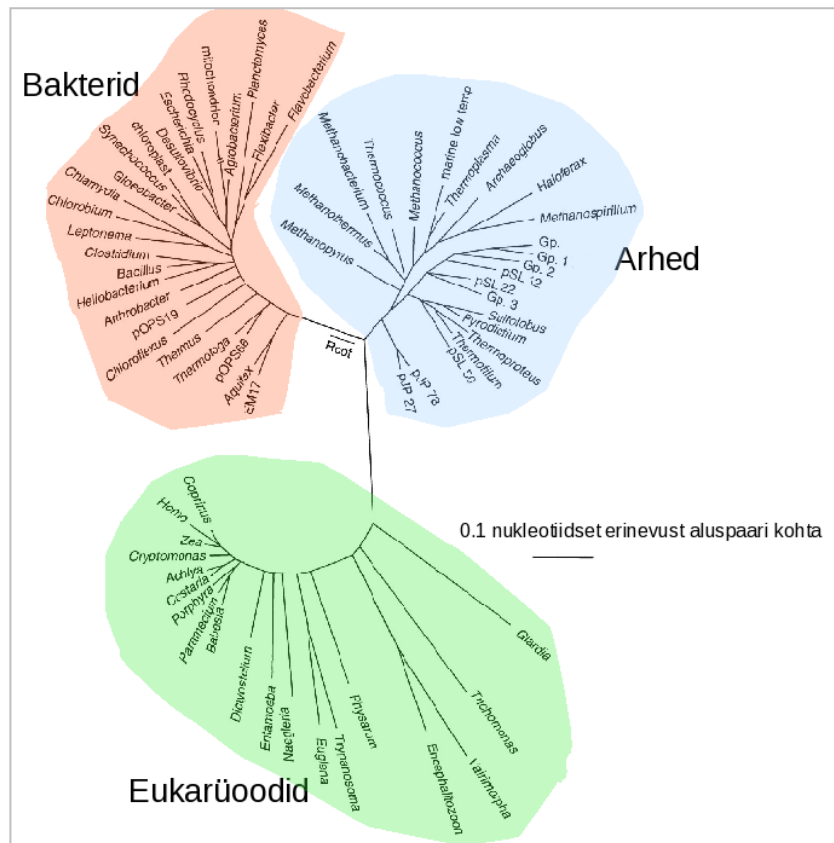 Bakterid
mitochondrion
Planctomyces
Flavobacterium
Rhodocyclus
Escherichia
Desulfovibrio
Agrobacterium
Flexibacter
chloroplast
Synechococcus
Gloeobacter
Chlamydia
Chlorobium
Leptonema
Clostridium
Bacillus
Heliobacterium
Arthrobacter
pOPS19
Chloroflexus
Thermus
Thermotoga
pOPS66
Aquifex
EM17
Root
Arhed
Methanopyrus
Methanothermus
Methanobacterium
Thermococcus
Methanococcus
marine low temp
Thermoplasma
Archaeoglobus
Haloferax
Methanospirillum
Gp.
Gp. 1
Gp. 2
pSL 12
pSL 22
Gp. 3
Sulfolobus
Pyrodictium
Thermoproteus
Thermofilum
pSL 50
pJP 78
pJP 27
0.1 nukleotiidset erinevust aluspaari kohta
Coprinus
Homo
Zea
Cryptomonas
Achlya
Costaria
Porphyra
Paramecium
Babesia
Dictyostelium
Entamoeba
Naegleria
Euglena
Trypanosoma
Physarum
Encephalitozoon
Vairimorpha
Trichomonas
Giardia
Eukarüoodid